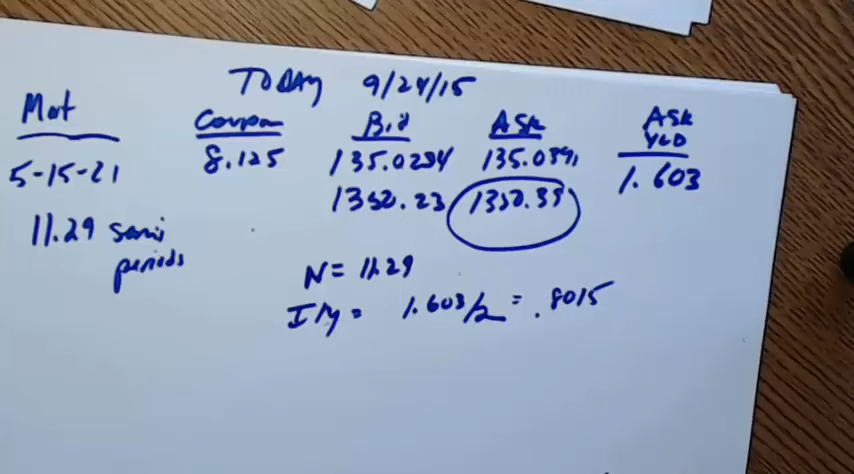 TODAY 9/24/15
Mat Coupon Bid ASK ASK YLD
5-15-21 8.125 135.0234 135.0391 1.603
1350.23 1350.39
11.29 semi periods
N = 11.29
I/y = 1.603/2 = .8015